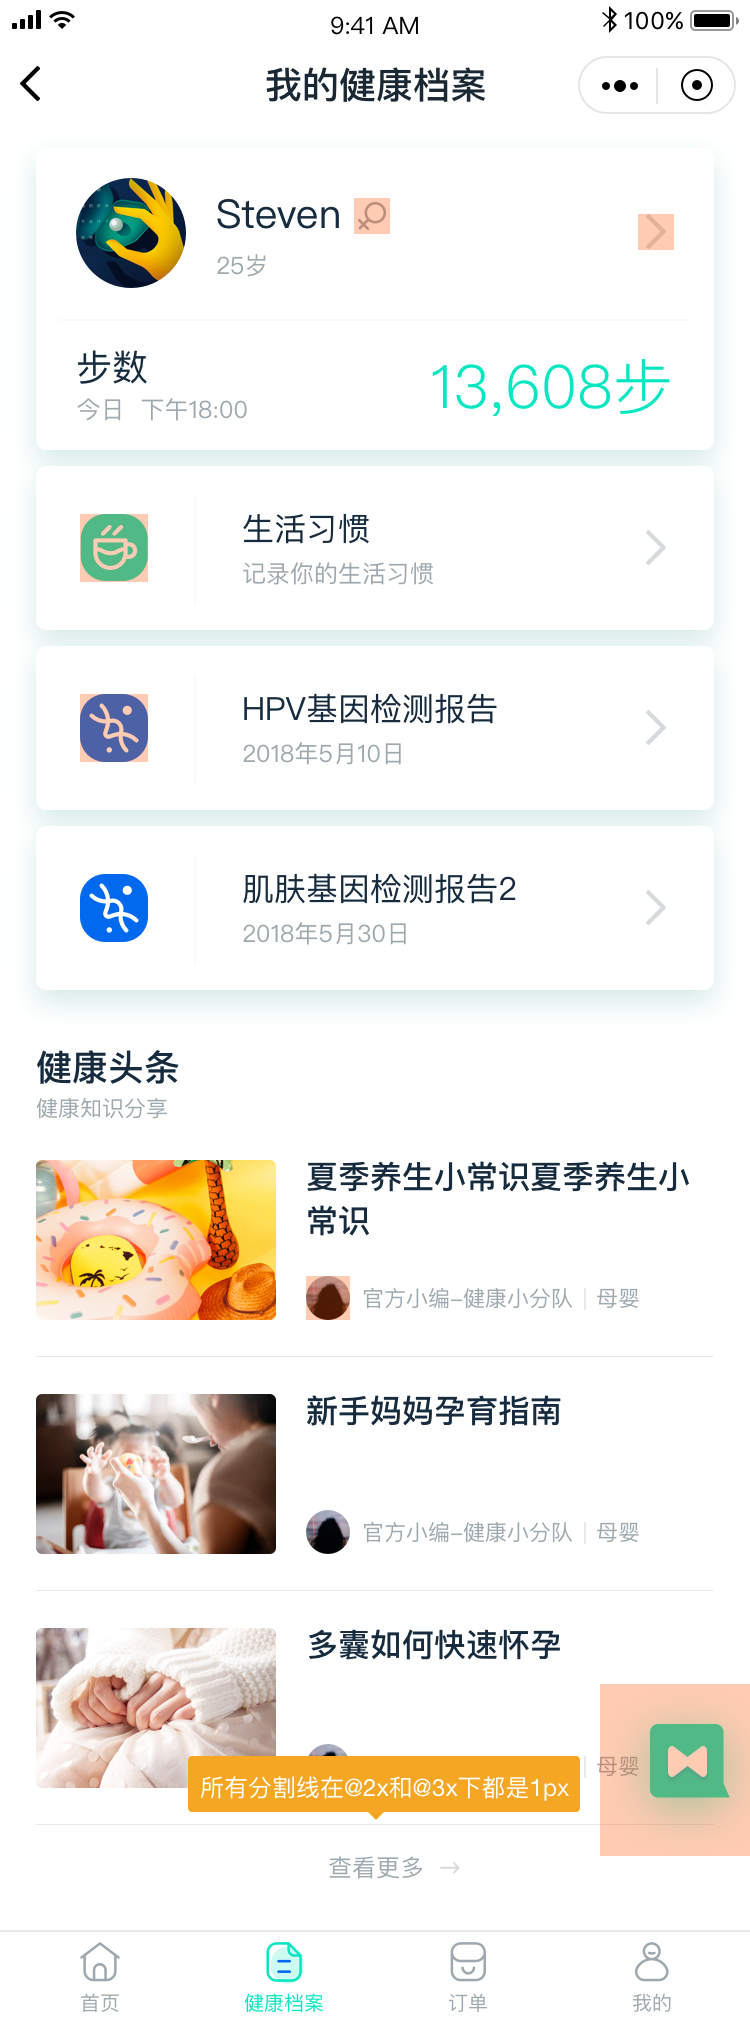 9:41 AM
100%
我的健康档案
Steven
25岁
步数
今日 下午18:00
13,608步
生活习惯
记录你的生活习惯
HPV基因检测报告
2018年5月10日
肌肤基因检测报告2
2018年5月30日
健康头条
健康知识分享
夏季养生小常识夏季养生小
常识
官方小编-健康小分队 | 母婴
新手妈妈孕育指南
官方小编-健康小分队 | 母婴
多囊如何快速怀孕
母婴
所有分割线在@2x和@3x下都是1px
查看更多 →
首页
健康档案
订单
我的